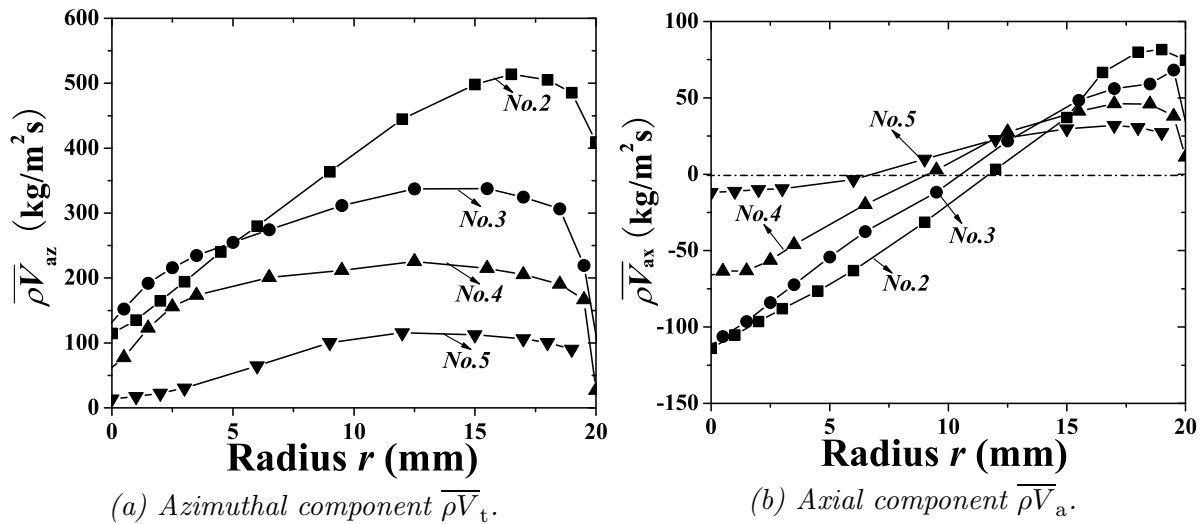 600
500
400
300
200
100
0
0
5
10
15
20
ρV̅az (kg/m²s)
No.2
No.3
No.4
No.5
Radius r (mm)
(a) Azimuthal component ρV̅t.
100
50
0
-50
-100
-150
0
5
10
15
20
ρV̅ax (kg/m²s)
No.5
No.4
No.3
No.2
Radius r (mm)
(b) Axial component ρV̅a.